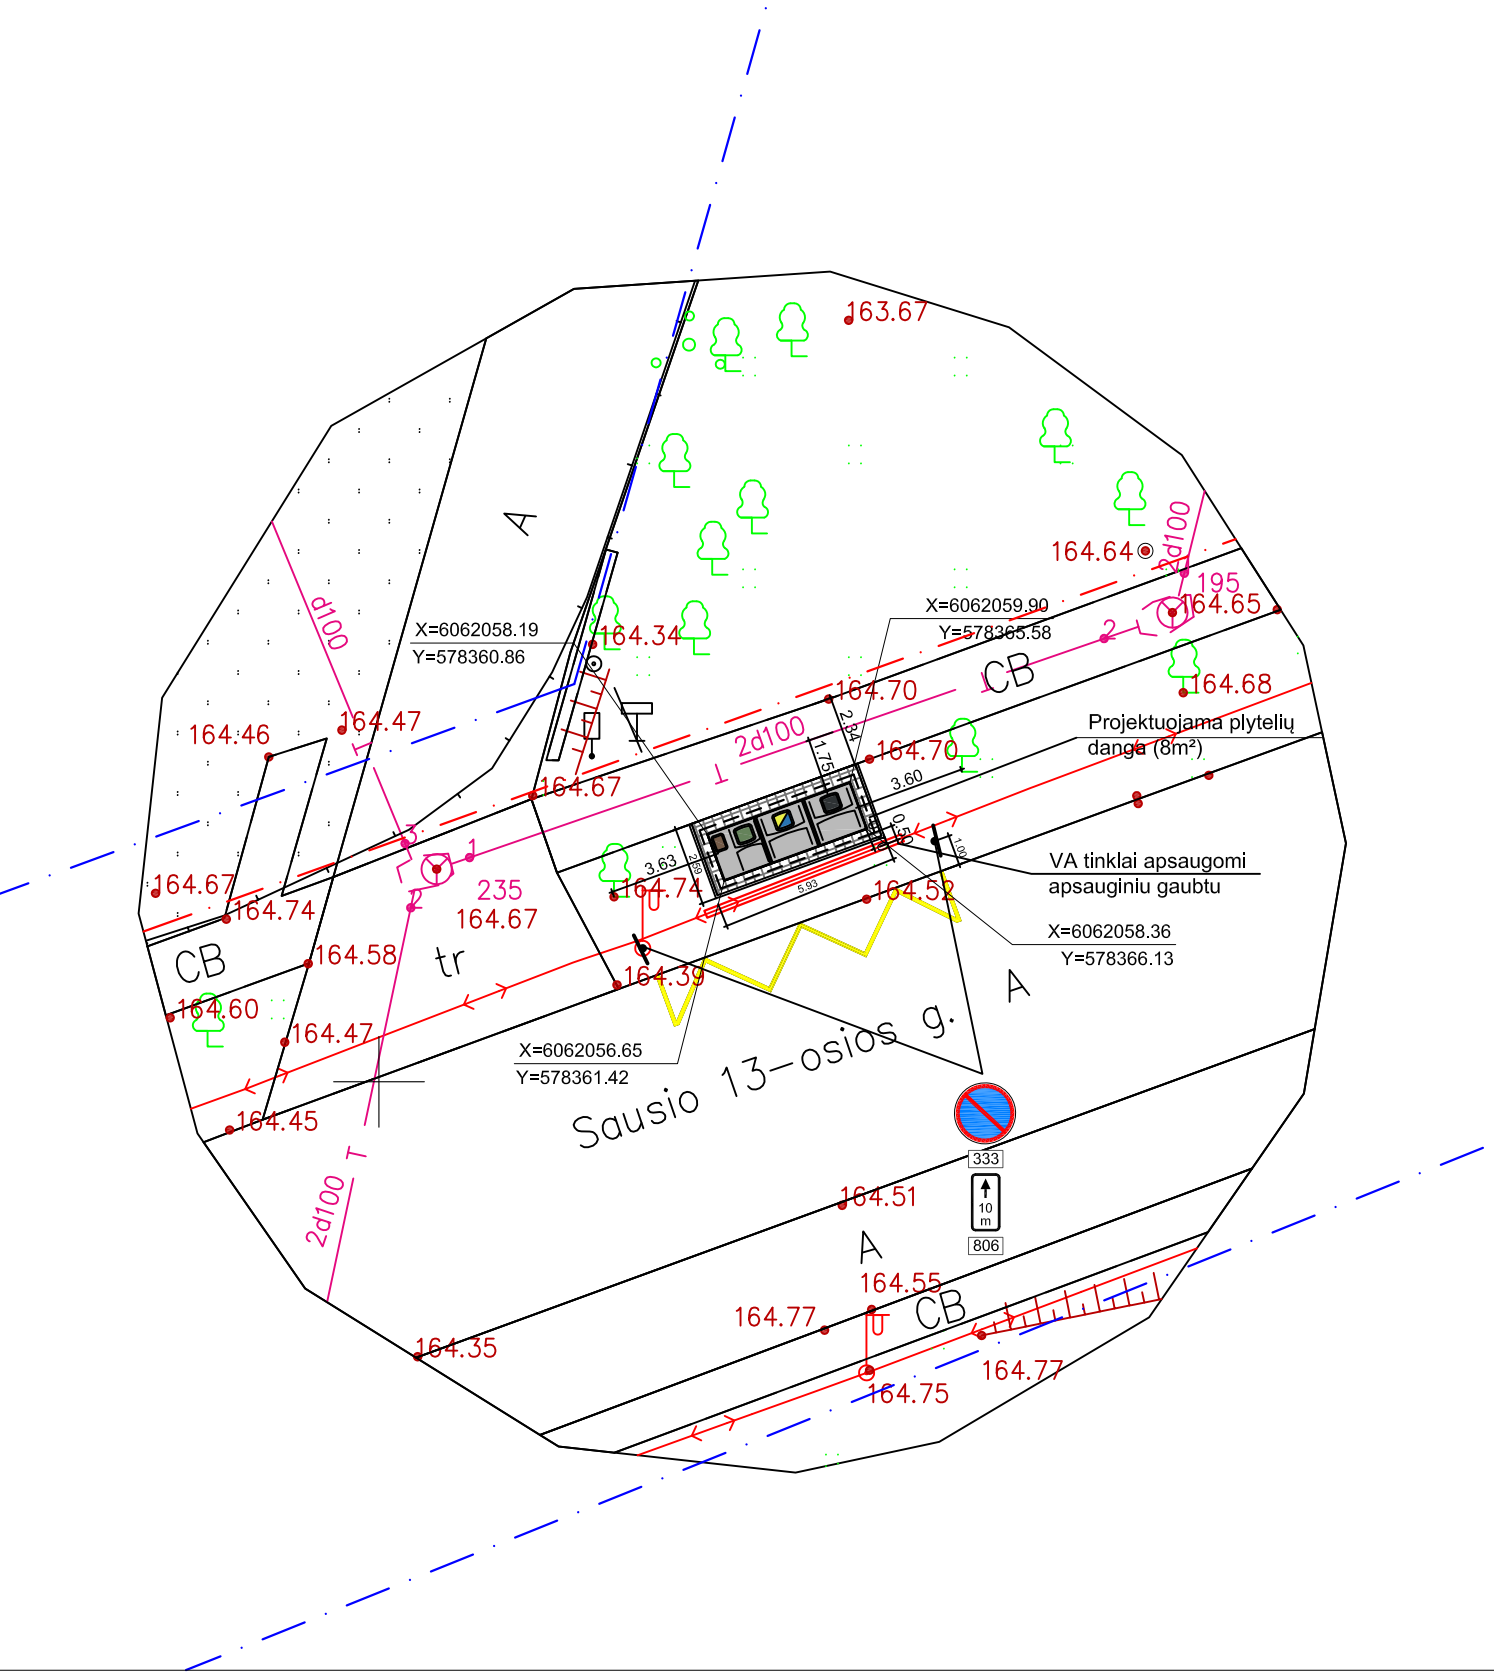 163.67
A
d100
2d100
164.64
195
164.65
2
CB
X=6062059.90
Y=578365.58
X=6062058.19
Y=578360.86
164.34
164.70
164.68
T
2d100
T
2.34
1.75
164.70
3.60
Projektuojama plytelių
danga (8m²)
164.46
164.47
T
164.67
3
1
235
2
164.67
164.67
164.74
3.63
2.59
5.93
0.50
1.00
164.74
164.52
VA tinklai apsaugomi
apsauginiu gaubtu
X=6062058.36
Y=578366.13
CB
tr
164.58
164.39
A
164.60
164.47
X=6062056.65
Y=578361.42
Sausio 13-osios g.
164.45
T
2d100
333
10
m
806
164.51
A
164.55
164.77
CB
164.35
164.77
164.75